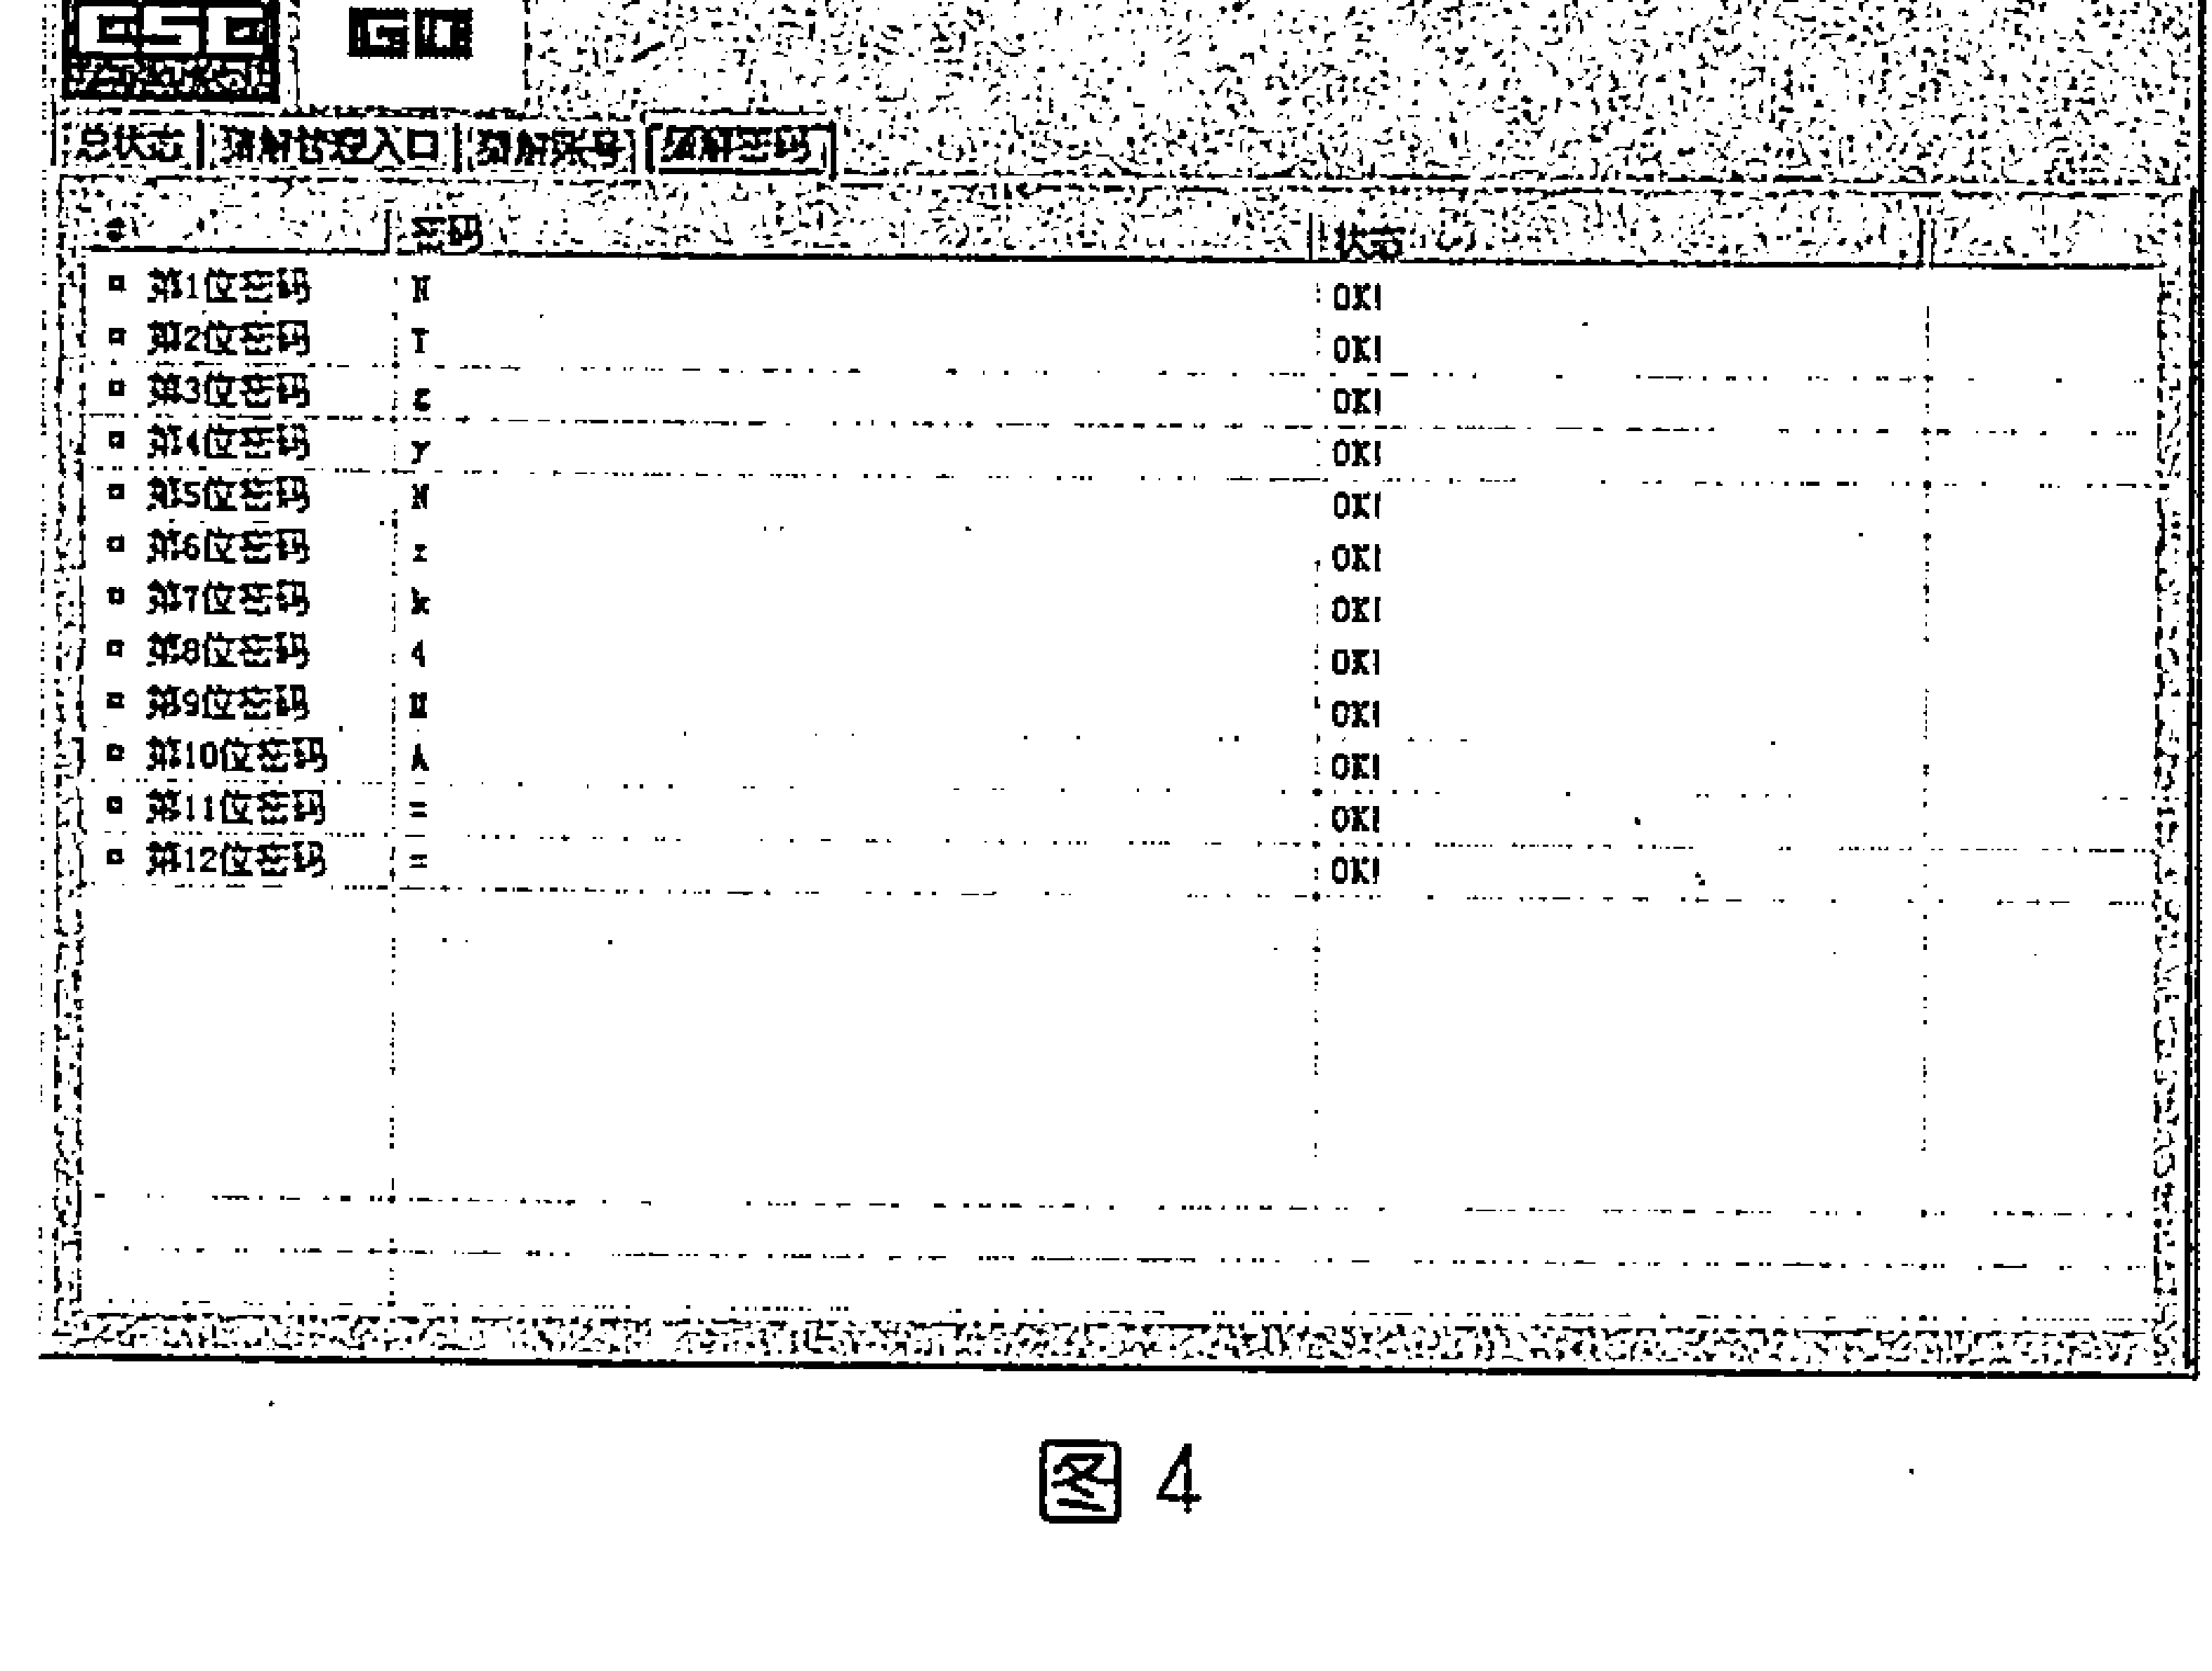 CSC
总状态 猜解管理入口 猜解账号 猜解密码
# 密码 状态
第1位密码 N OK!
第2位密码 T OK!
第3位密码 g OK!
第4位密码 y OK!
第5位密码 N OK!
第6位密码 z OK!
第7位密码 k OK!
第8位密码 4 OK!
第9位密码 OK!
第10位密码 A OK!
第11位密码 = OK!
第12位密码 = OK!
图 4